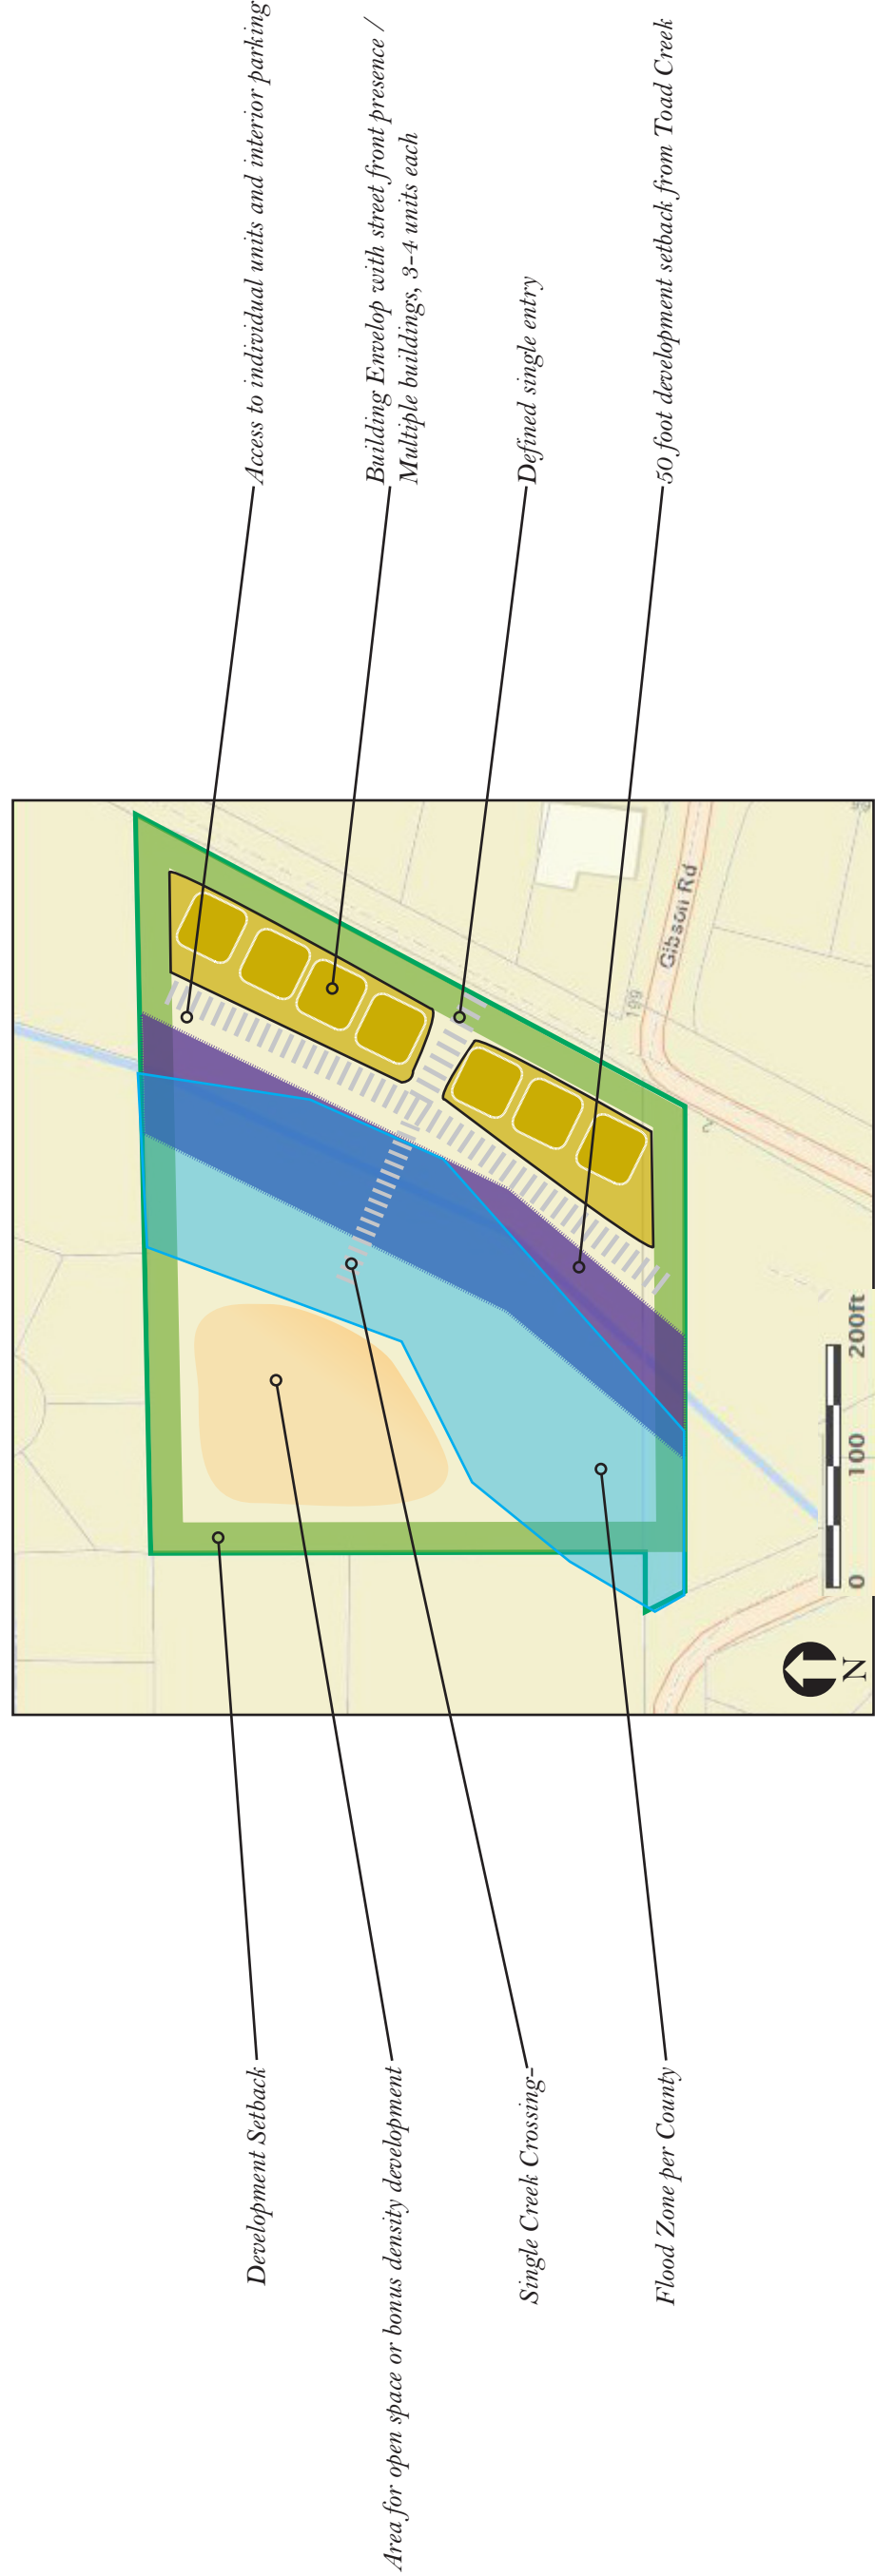 Access to individual units and interior parking
Building Envelop with street front presence /
Multiple buildings, 3-4 units each
Defined single entry
50 foot development setback from Toad Creek
Development Setback
Area for open space or bonus density development
Single Creek Crossing-
Flood Zone per County
Gibson Rd
199
0 100 200ft
N